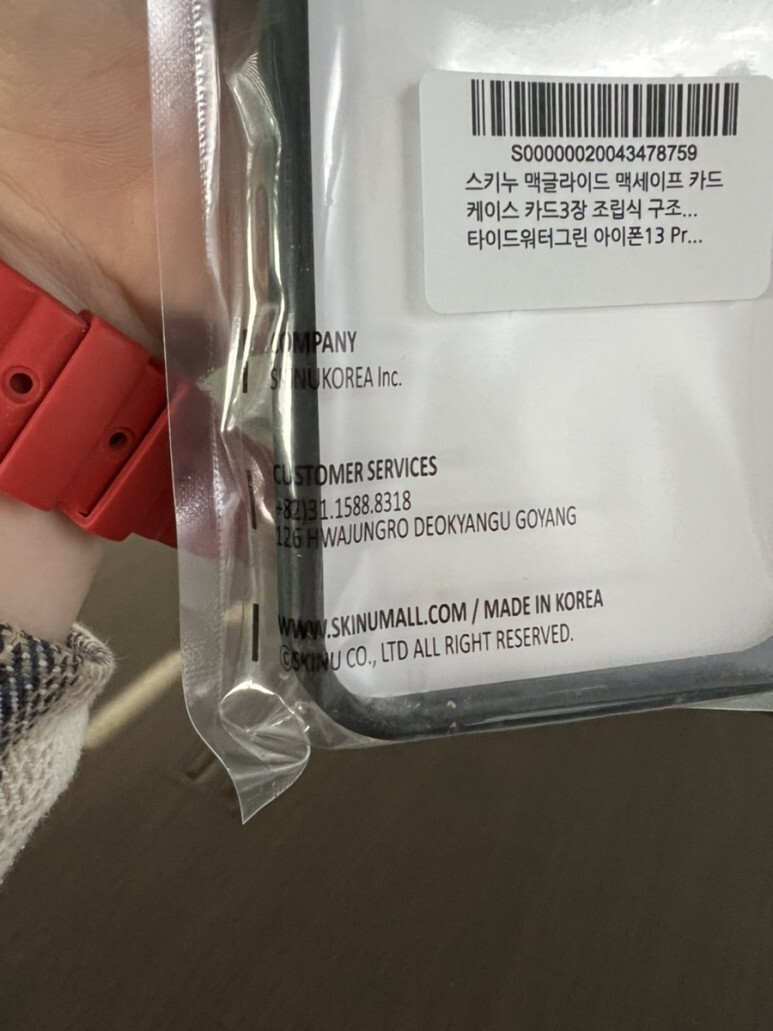 S00000020043478759
스키누 맥글라이드 맥세이프 카드
케이스 카드3장 조립식 구조...
타이드워터그린 아이폰13 Pr...
COMPANY
SKINUKOREA Inc.
CUSTOMER SERVICES
+82)31.1588.8318
126 HWAJUNGRO DEOKYANGU GOYANG
WWW.SKINUMALL.COM / MADE IN KOREA
©SKINU CO., LTD ALL RIGHT RESERVED.